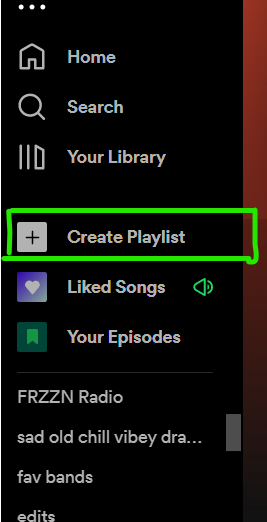 Home
Search
Your Library
Create Playlist
Liked Songs
Your Episodes
FRZZN Radio
sad old chill vibey dra...
fav bands
edits